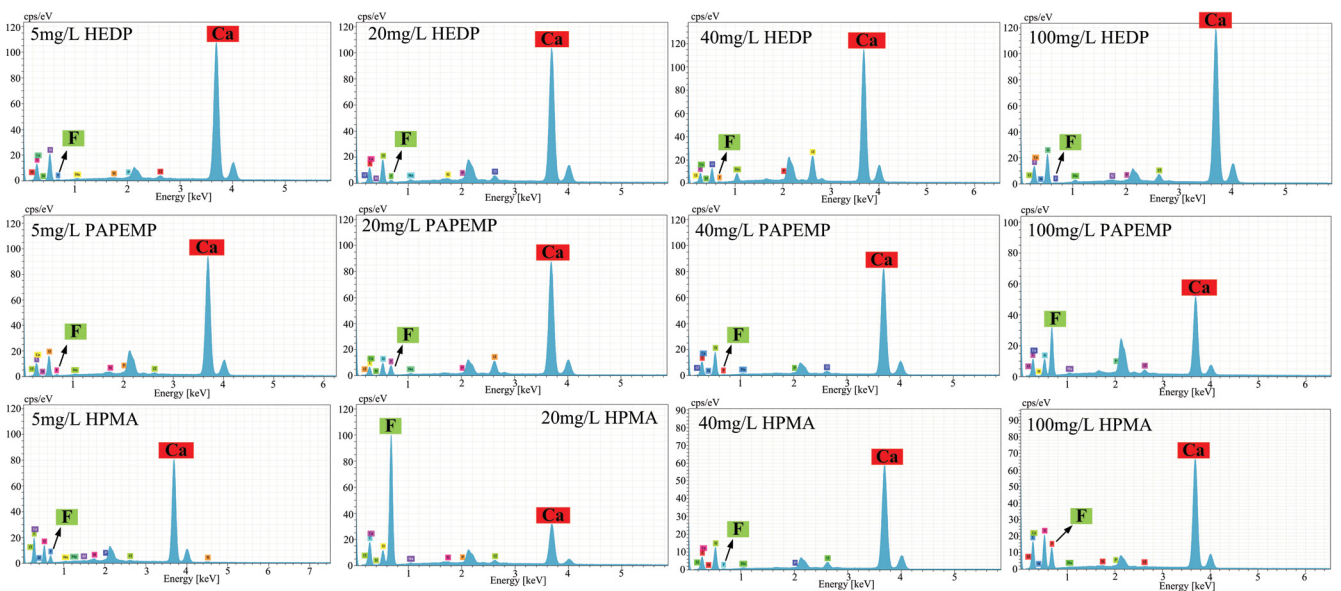 cps/eV
5mg/L HEDP
Ca
F
120
100
80
60
40
20
0
1
2
3
4
5
Energy [keV]
cps/eV
20mg/L HEDP
Ca
F
120
100
80
60
40
20
0
1
2
3
4
5
Energy [keV]
cps/eV
40mg/L HEDP
Ca
F
120
100
80
60
40
20
0
1
2
3
4
5
Energy [keV]
cps/eV
100mg/L HEDP
Ca
F
120
100
80
60
40
20
0
1
2
3
4
5
Energy [keV]
cps/eV
5mg/L PAPEMP
Ca
F
120
100
80
60
40
20
0
1
2
3
4
5
6
Energy [keV]
cps/eV
20mg/L PAPEMP
Ca
F
120
100
80
60
40
20
0
1
2
3
4
5
Energy [keV]
cps/eV
40mg/L PAPEMP
Ca
F
120
100
80
60
40
20
0
1
2
3
4
5
Energy [keV]
cps/eV
100mg/L PAPEMP
Ca
F
100
80
60
40
20
0
1
2
3
4
5
6
Energy [keV]
cps/eV
5mg/L HPMA
Ca
F
120
100
80
60
40
20
0
1
2
3
4
5
6
7
Energy [keV]
cps/eV
20mg/L HPMA
F
Ca
120
100
80
60
40
20
0
1
2
3
4
5
6
Energy [keV]
cps/eV
40mg/L HPMA
Ca
F
90
80
70
60
50
40
30
20
10
0
1
2
3
4
5
6
Energy [keV]
cps/eV
100mg/L HPMA
Ca
F
90
80
70
60
50
40
30
20
10
0
1
2
3
4
5
6
Energy [keV]